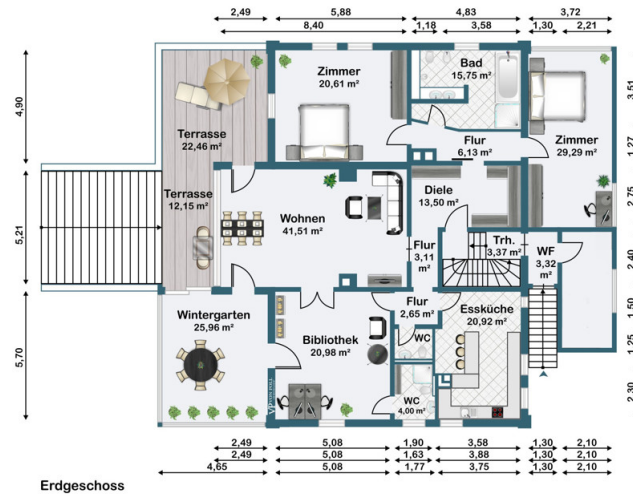 2,49 5,88 4,83 3,72
8,40 1,18 3,58 1,30 2,21
4,90
5,21
5,70
3,51
1,27
2,75
2,40
1,50
1,25
2,30
Zimmer
20,61 m²
Bad
15,75 m²
Terrasse
22,46 m²
Flur
6,13 m²
Zimmer
29,29 m²
Terrasse
12,15 m²
Wohnen
41,51 m²
Diele
13,50 m²
Flur
3,11
m²
Trh.
3,37 m²
WF
3,32
m²
Wintergarten
25,96 m²
Bibliothek
20,98 m²
Flur
2,65 m²
Essküche
20,92 m²
WC
WC
4,00 m²
2,49 5,08 1,90 3,58 1,30 2,10
2,49 5,08 1,63 3,88 1,30 2,10
4,65 5,08 1,77 3,75 1,30 2,10
Erdgeschoss